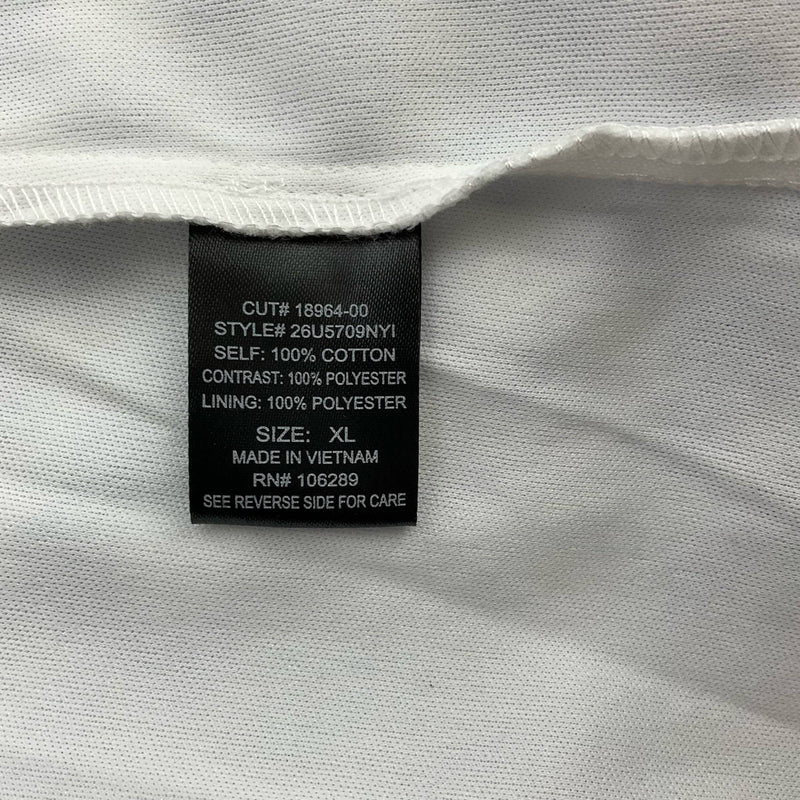 CUT# 18964-00
STYLE# 26U5709NYI
SELF: 100% COTTON
CONTRAST: 100% POLYESTER
LINING: 100% POLYESTER
SIZE: XL
MADE IN VIETNAM
RN# 106289
SEE REVERSE SIDE FOR CARE